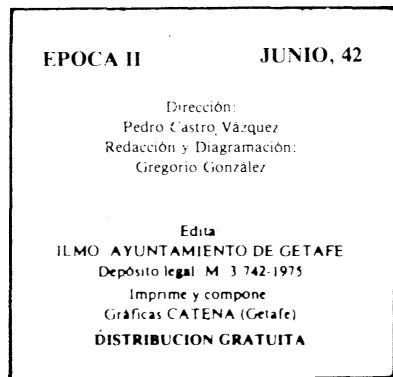 EPOCA II JUNIO, 42
Dirección:
Pedro Castro Vázquez
Redacción y Diagramación:
Gregorio González
Edita
ILMO AYUNTAMIENTO DE GETAFE
Depósito legal M 3 742-1975
Imprime y compone
Gráficas CATENA (Getafe)
DISTRIBUCION GRATUITA